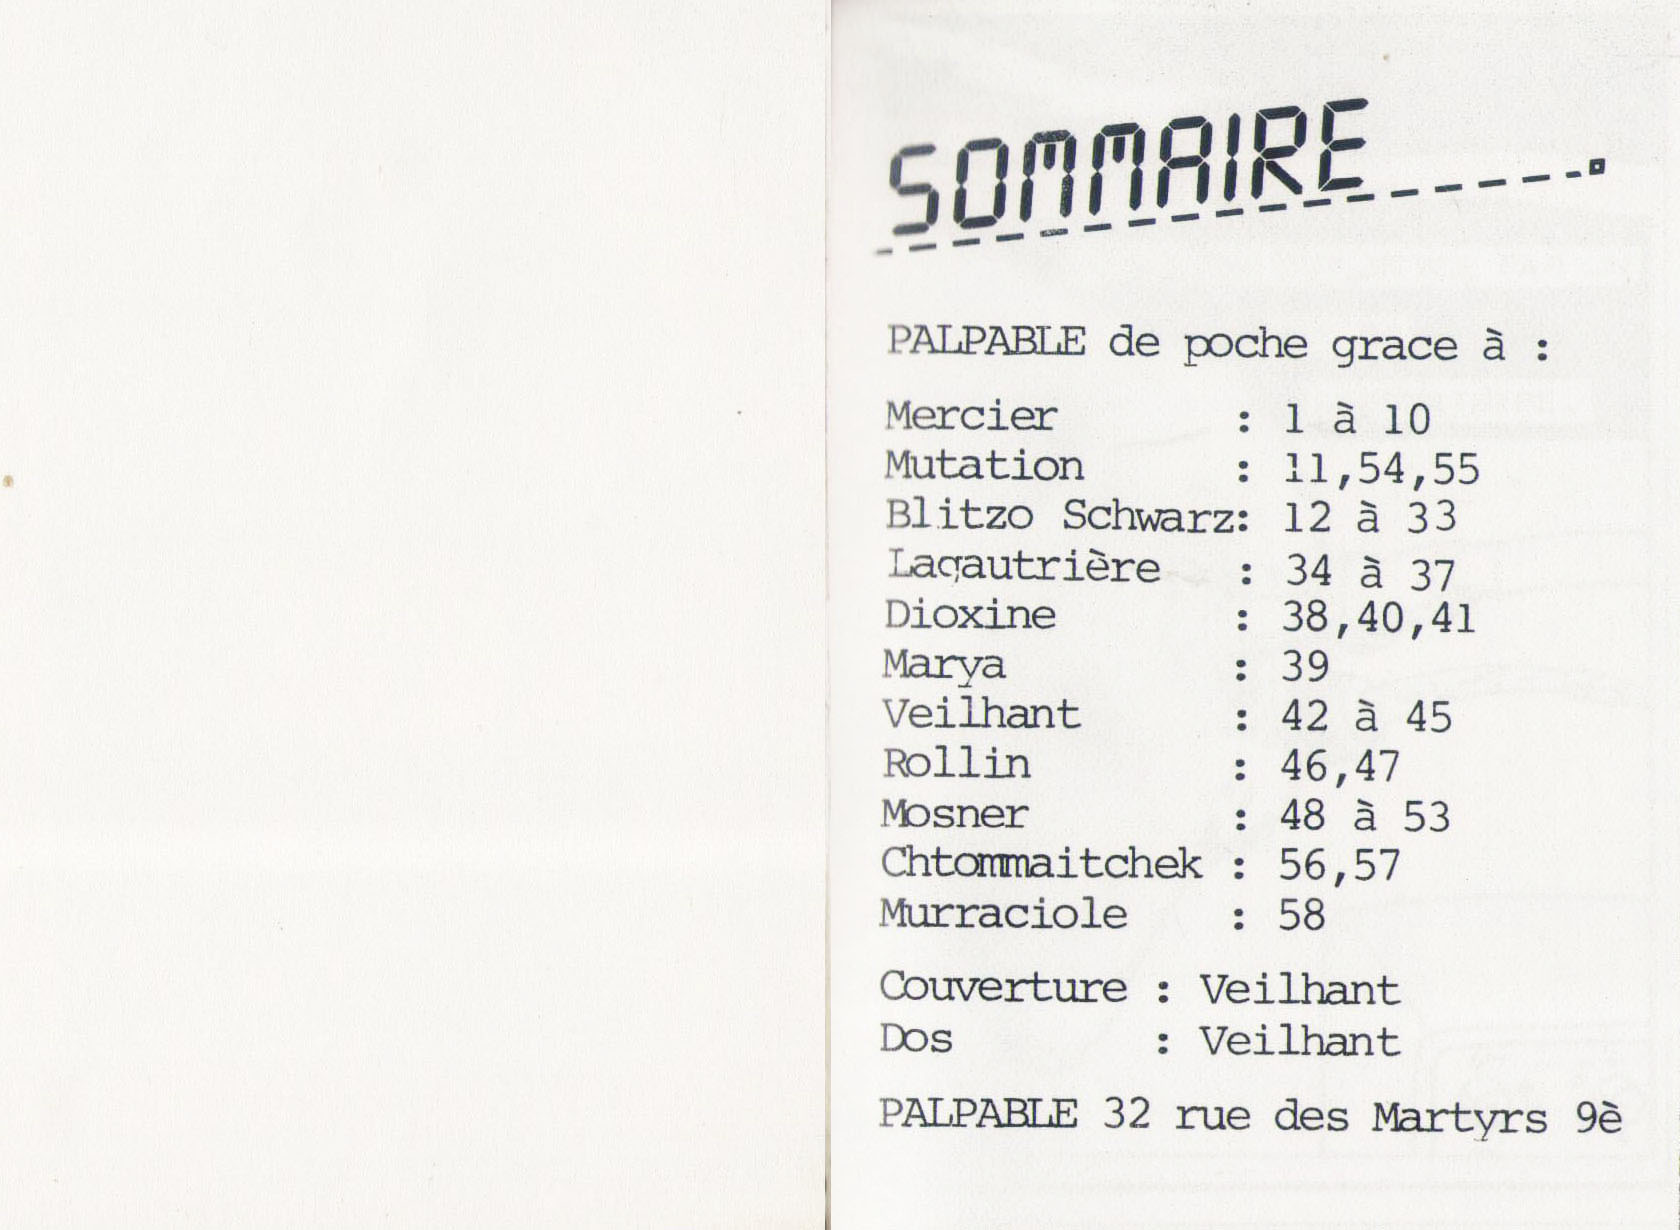 SOMMAIRE
PALPABLE de poche grace à :
Mercier : 1 à 10
Mutation : 11,54,55
Blitzo Schwarz: 12 à 33
Lagautrière : 34 à 37
Dioxine : 38,40,41
Marya : 39
Veilhant : 42 à 45
Rollin : 46,47
Mosner : 48 à 53
Chtommaitchek : 56,57
Murraciole : 58
Couverture : Veilhant
Dos : Veilhant
PALPABLE 32 rue des Martyrs 9è